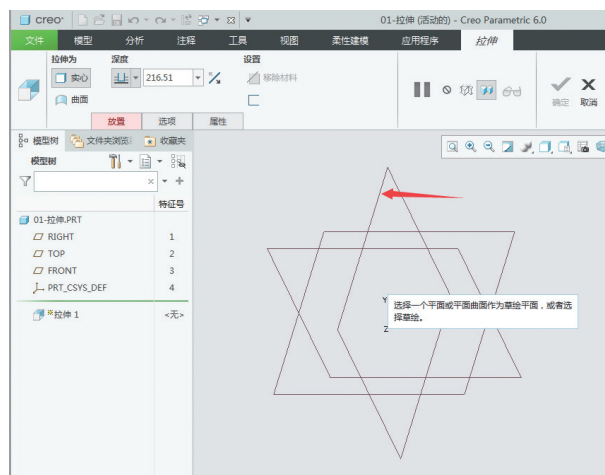 creo 01-拉伸 (活动的) - Creo Parametric 6.0
文件 模型 分析 注释 工具 视图 柔性建模 应用程序 拉伸
拉伸为 深度 设置
实心 216.51 移除材料
曲面 确定 取消
放置 选项 属性
模型树 文件夹浏览 收藏夹
模型树
特征号
01-拉伸.PRT
RIGHT 1
TOP 2
FRONT 3
PRT_CSYS_DEF 4
※拉伸 1 <无>
Y
选择一个平面或平面曲面作为草绘平面，或者选
择草绘。
Z